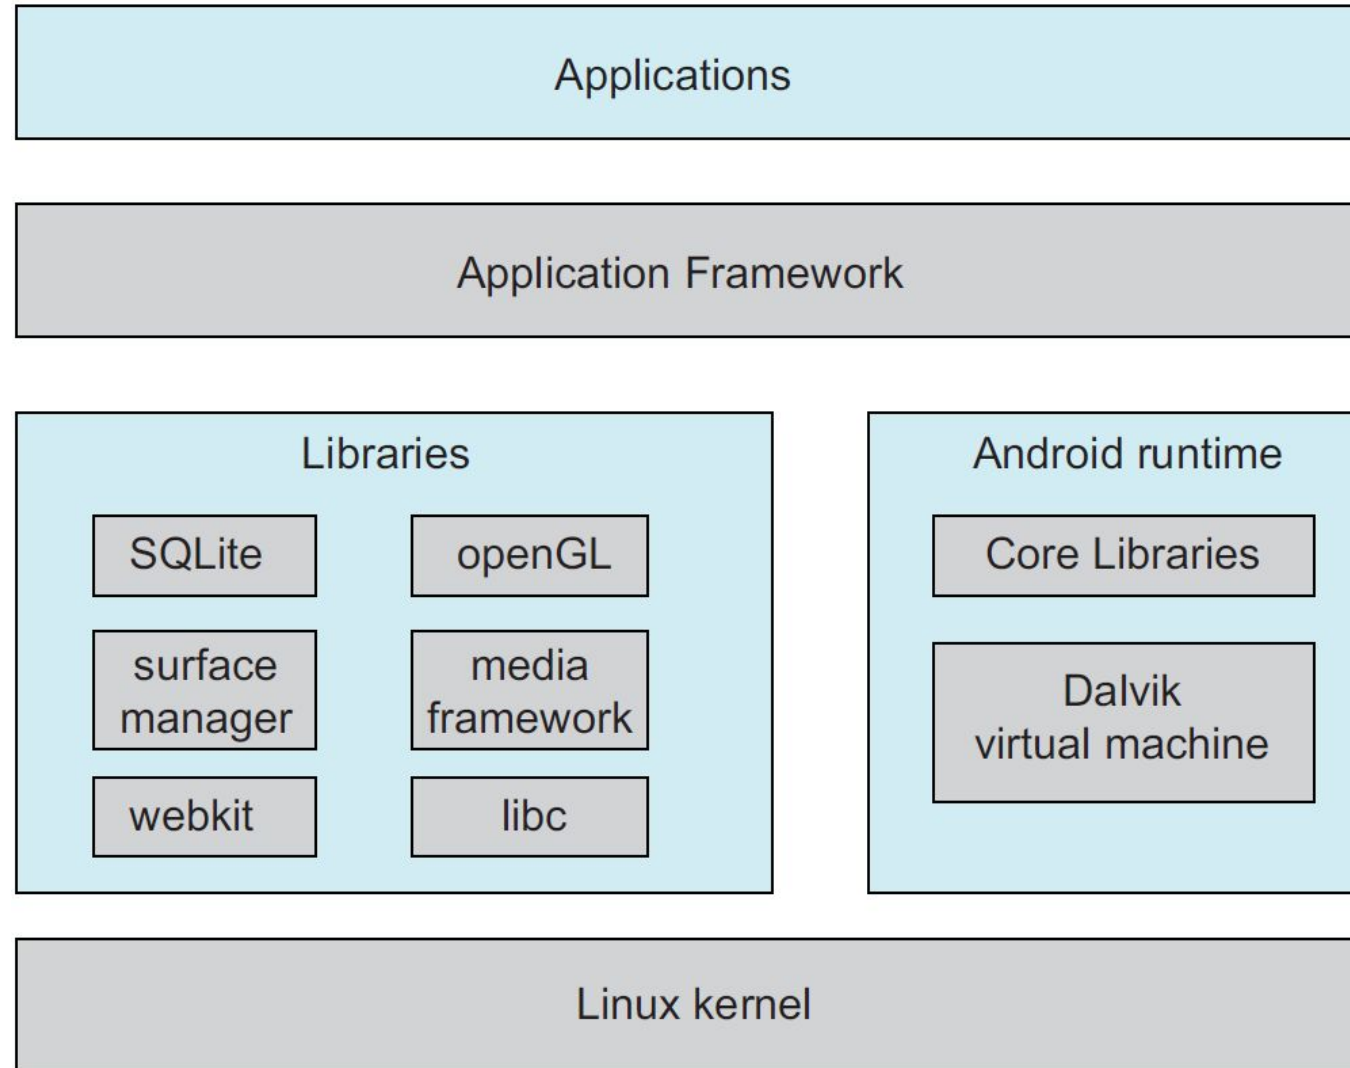 Applications
Application Framework
Libraries
SQLite
openGL
surface
manager
media
framework
webkit
libc
Android runtime
Core Libraries
Dalvik
virtual machine
Linux kernel